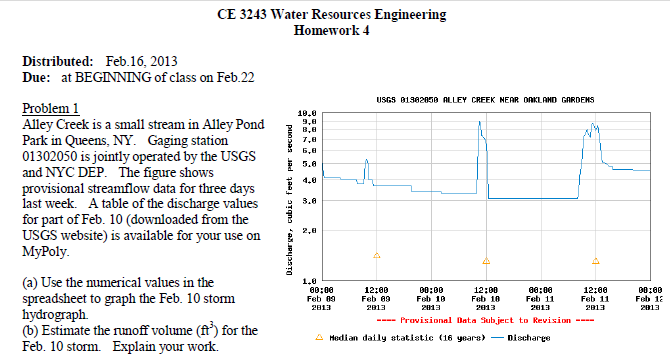 CE 3243 Water Resources Engineering
Homework 4
Distributed: Feb.16, 2013
Due: at BEGINNING of class on Feb.22
Problem 1
Alley Creek is a small stream in Alley Pond
Park in Queens, NY. Gaging station
01302050 is jointly operated by the USGS
and NYC DEP. The figure shows
provisional streamflow data for three days
last week. A table of the discharge values
for part of Feb. 10 (downloaded from the
USGS website) is available for your use on
MyPoly.
(a) Use the numerical values in the
spreadsheet to graph the Feb. 10 storm
hydrograph.
(b) Estimate the runoff volume (ft³) for the
Feb. 10 storm. Explain your work.
USGS 01302050 ALLEY CREEK NEAR OAKLAND GARDENS
Discharge, cubic feet per second
10.0
9.0
8.0
7.0
6.0
5.0
4.0
3.0
2.0
1.0
00:00 12:00 00:00 12:00 00:00 12:00 00:00
Feb 09 Feb 09 Feb 10 Feb 10 Feb 11 Feb 11 Feb 12
2013 2013 2013 2013 2013 2013 2013
---- Provisional Data Subject to Revision ----
△ Median daily statistic (16 years) — Discharge